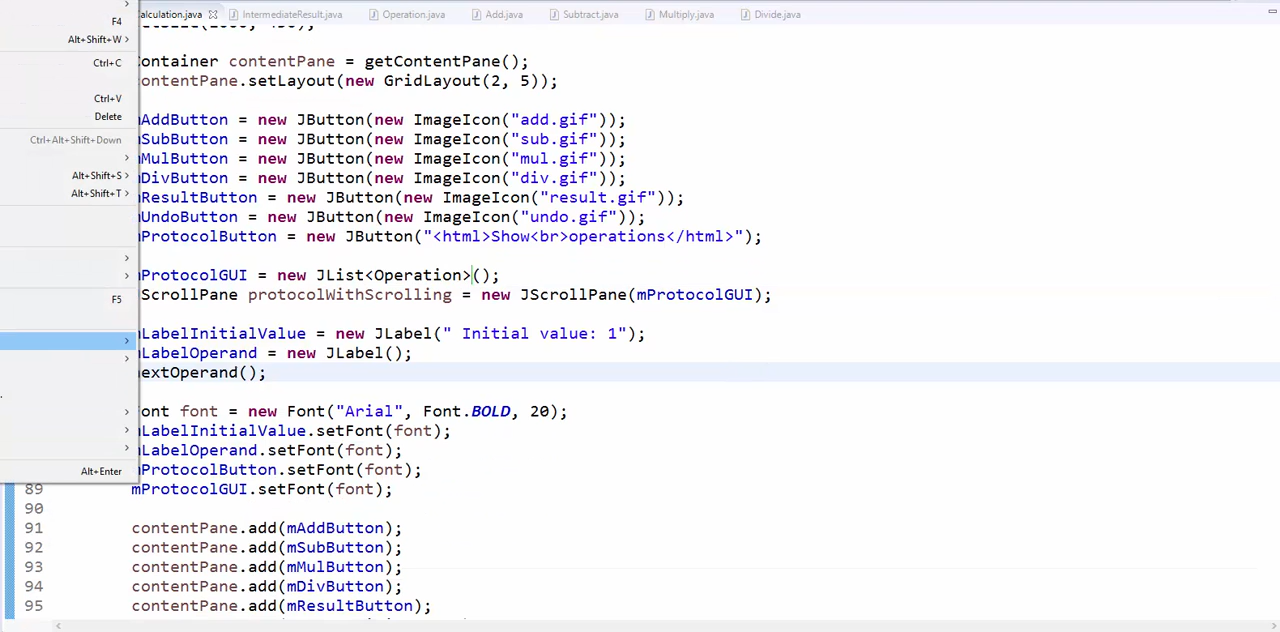 alculation.java IntermediateResult.java Operation.java Add.java Subtract.java Multiply.java Divide.java
F4
Alt+Shift+W
Ctrl+C
Ctrl+V
Delete
Ctrl+Alt+Shift+Down
Alt+Shift+S
Alt+Shift+T
F5
Alt+Enter
ontainer contentPane = getContentPane();
ontentPane.setLayout(new GridLayout(2, 5));
AddButton = new JButton(new ImageIcon("add.gif"));
SubButton = new JButton(new ImageIcon("sub.gif"));
MulButton = new JButton(new ImageIcon("mul.gif"));
DivButton = new JButton(new ImageIcon("div.gif"));
ResultButton = new JButton(new ImageIcon("result.gif"));
UndoButton = new JButton(new ImageIcon("undo.gif"));
ProtocolButton = new JButton("<html>Show<br>operations</html>");
ProtocolGUI = new JList<Operation>();
ScrollPane protocolWithScrolling = new JScrollPane(mProtocolGUI);
LabelInitialValue = new JLabel(" Initial value: 1");
LabelOperand = new JLabel();
extOperand();
ont font = new Font("Arial", Font.BOLD, 20);
LabelInitialValue.setFont(font);
LabelOperand.setFont(font);
ProtocolButton.setFont(font);
89 mProtocolGUI.setFont(font);
90
91 contentPane.add(mAddButton);
92 contentPane.add(mSubButton);
93 contentPane.add(mMulButton);
94 contentPane.add(mDivButton);
95 contentPane.add(mResultButton);